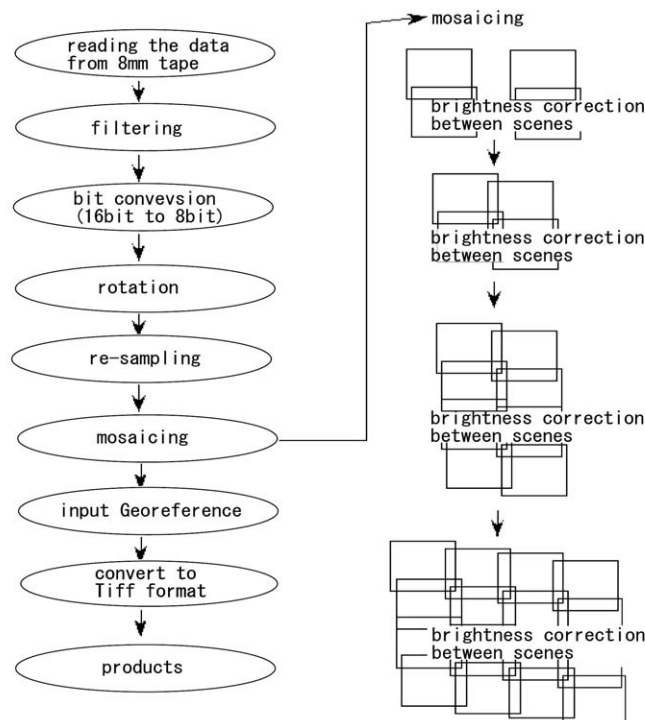 reading the data
from 8mm tape
filtering
bit convevsion
(16bit to 8bit)
rotation
re-sampling
mosaicing
input Georeference
convert to
Tiff format
products
mosaicing
brightness correction
between scenes
brightness correction
between scenes
brightness correction
between scenes
brightness correction
between scenes